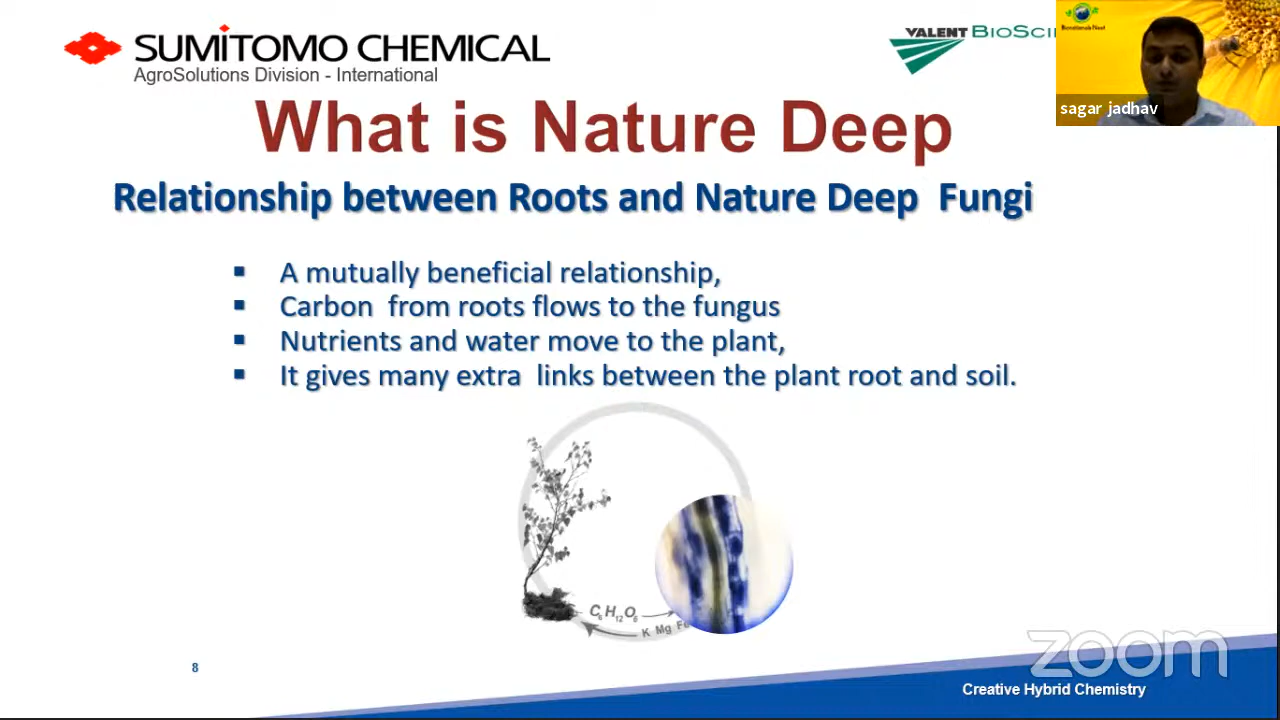 SUMITOMO CHEMICAL
AgroSolutions Division - International
VALENT
sagar jadhav
What is Nature Deep
Relationship between Roots and Nature Deep Fungi
▪ A mutually beneficial relationship,
▪ Carbon from roots flows to the fungus
▪ Nutrients and water move to the plant,
▪ It gives many extra links between the plant root and soil.
C6H12O6
K Mg
8
zoom
Creative Hybrid Chemistry